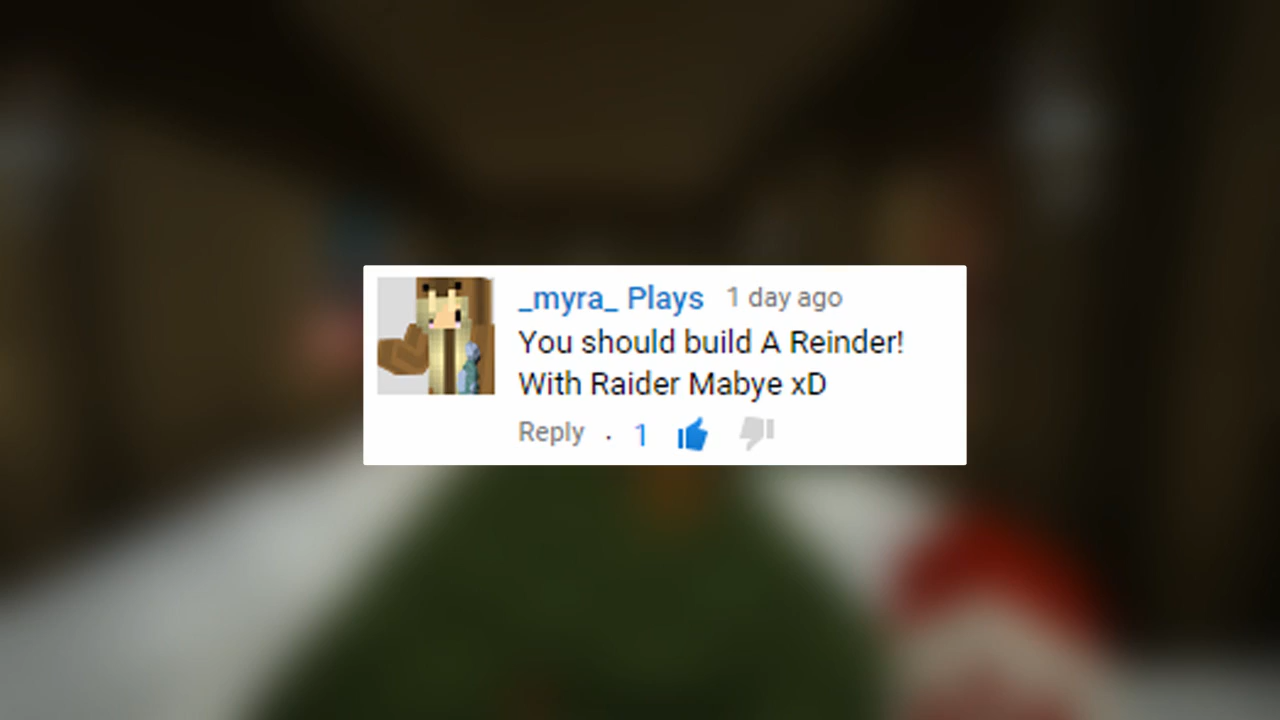 _myra_ Plays 1 day ago
You should build A Reinder!
With Raider Mabye xD
Reply · 1